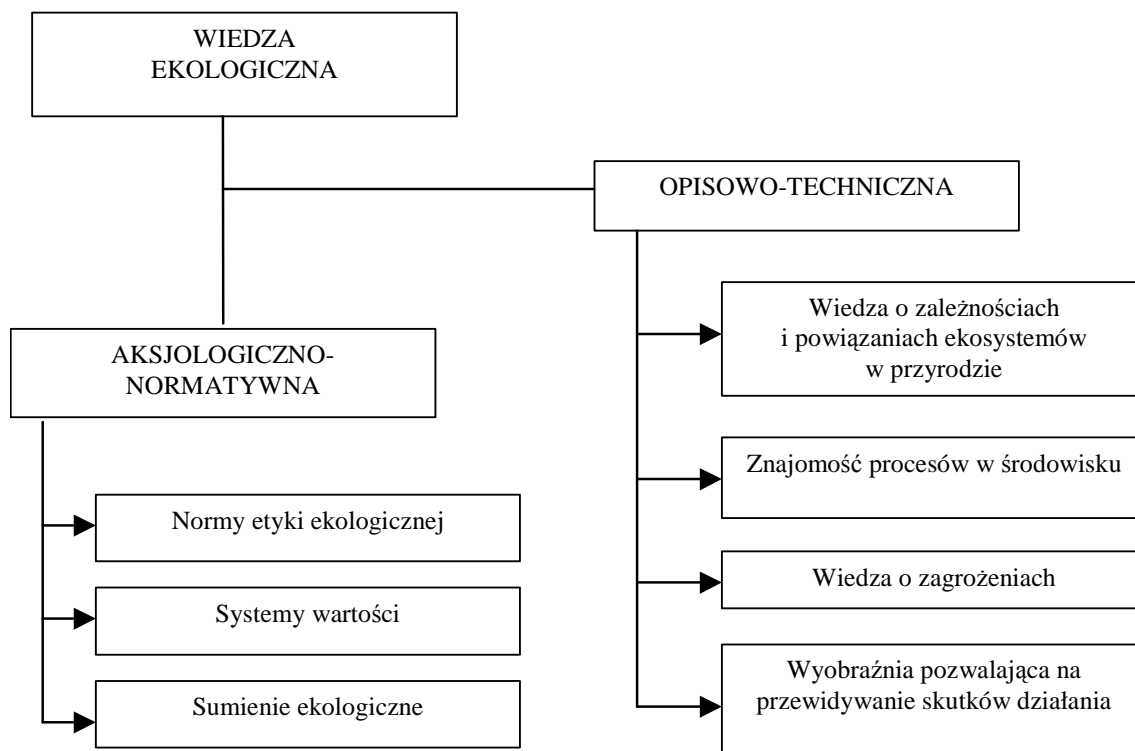 WIEDZA
EKOLOGICZNA
OPISOWO-TECHNICZNA
AKSJOLOGICZNO-
NORMATYWNA
Normy etyki ekologicznej
Systemy wartości
Sumienie ekologiczne
Wiedza o zależnościach
i powiązaniach ekosystemów
w przyrodzie
Znajomość procesów w środowisku
Wiedza o zagrożeniach
Wyobraźnia pozwalająca na
przewidywanie skutków działania